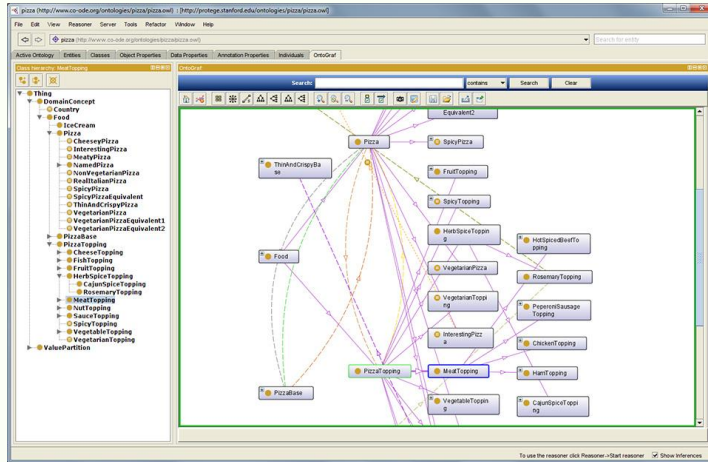 pizza (http://www.co-ode.org/ontologies/pizza/pizza.owl) : [http://protege.stanford.edu/ontologies/pizza/pizza.owl]
File Edit View Reasoner Server Tools Refactor Window Help
pizza (http://www.co-ode.org/ontologies/pizza/pizza.owl)
Search for entity
Active Ontology Entities Classes Object Properties Data Properties Annotation Properties Individuals OntoGraf
Class hierarchy: MeatTopping
Thing
DomainConcept
Country
Food
IceCream
Pizza
CheeseyPizza
InterestingPizza
MeatyPizza
NamedPizza
NonVegetarianPizza
RealItalianPizza
SpicyPizza
SpicyPizzaEquivalent
ThinAndCrispyPizza
VegetarianPizza
VegetarianPizzaEquivalent1
VegetarianPizzaEquivalent2
PizzaBase
PizzaTopping
CheeseTopping
FishTopping
FruitTopping
HerbSpiceTopping
CajunSpiceTopping
RosemaryTopping
MeatTopping
NutTopping
SauceTopping
SpicyTopping
VegetableTopping
VegetarianTopping
ValuePartition
OntoGraf
Search: contains Search Clear
Equivalent2
Pizza
SpicyPizza
ThinAndCrispyBa
se
FruitTopping
SpicyTopping
HerbSpiceToppin
g
HotSpicedBeefTo
pping
Food
VegetarianPizza
RosemaryTopping
VegetarianToppi
ng
PeperoniSausage
Topping
InterestingPizz
a
ChickenTopping
PizzaTopping
MeatTopping
HamTopping
PizzaBase
VegetableToppin
g
CajunSpiceToppi
ng
To use the reasoner click Reasoner->Start reasoner Show Inferences